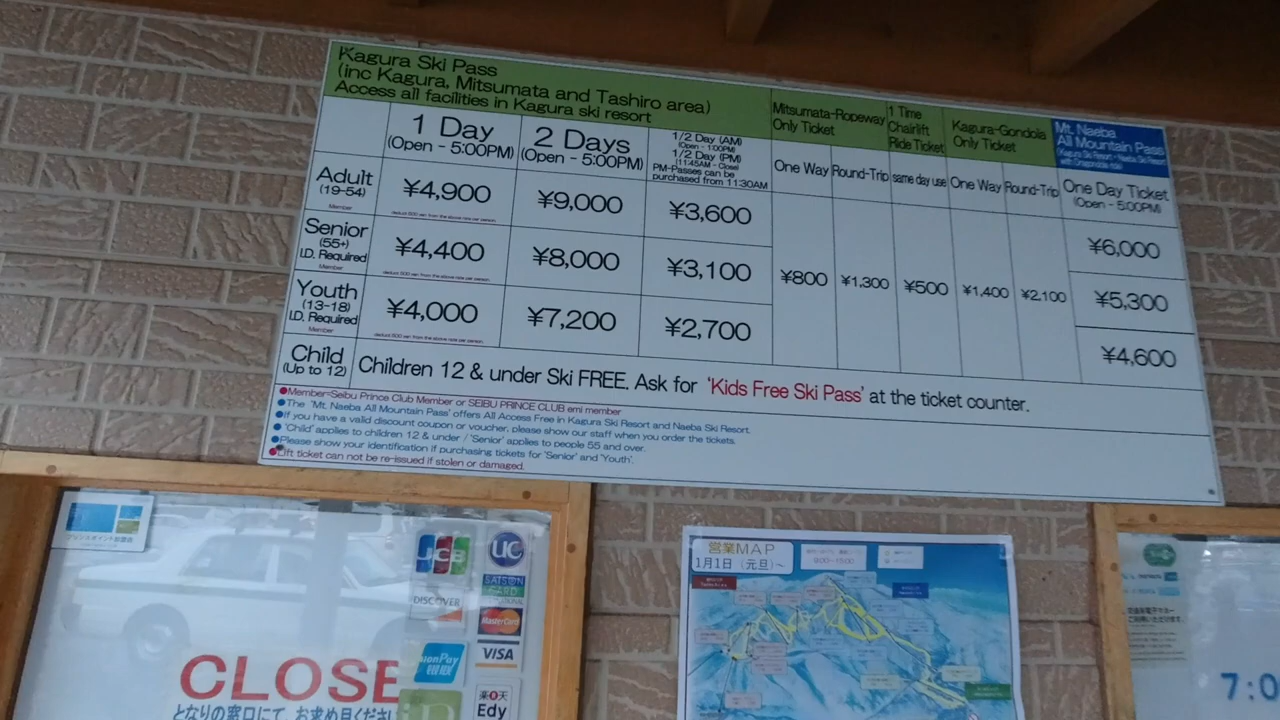 Kagura Ski Pass
(inc Kagura, Mitsumata and Tashiro area)
Access all facilities in Kagura ski resort
Mitsumata-Ropeway
Only Ticket
1 Time
Chairlift
Ride Ticket
Kagura-Gondola
Only Ticket
Mt. Naeba
All Mountain Pass
1 Day
(Open - 5:00PM)
2 Days
(Open - 5:00PM)
1/2 Day (AM)
(Open - 1:00PM)
1/2 Day (PM)
(11:45AM - Close)
PM-Passes can be
purchased from 11:30AM
One Way
Round-Trip
same day use
One Way
Round-Trip
One Day Ticket
(Open - 5:00PM)
Adult
(19-54)
Member
¥4,900
¥9,000
¥3,600
Senior
(55+)
I.D. Required
Member
¥4,400
¥8,000
¥3,100
Youth
(13-18)
I.D. Required
Member
¥4,000
¥7,200
¥2,700
¥800
¥1,300
¥500
¥1,400
¥2,100
¥6,000
¥5,300
¥4,600
Child
(Up to 12)
Children 12 & under Ski FREE. Ask for 'Kids Free Ski Pass' at the ticket counter.
●Member=Seibu Prince Club Member or SEIBU PRINCE CLUB emi member
●The 'Mt. Naeba All Mountain Pass' offers All Access Free in Kagura Ski Resort and Naeba Ski Resort.
●If you have a valid discount coupon or voucher, please show our staff when you order the tickets.
●'Child' applies to children 12 & under / 'Senior' applies to people 55 and over.
●Please show your identification if purchasing tickets for 'Senior' and 'Youth'.
●Lift ticket can not be re-issued if stolen or damaged.
JCB
UC
DISCOVER
MasterCard
VISA
UnionPay
銀联
楽天
Edy
iD
CLOSE
となりの窓口にて、お求め下さい
営業MAP
1月1日（元旦）～
9:00-15:00
7:0